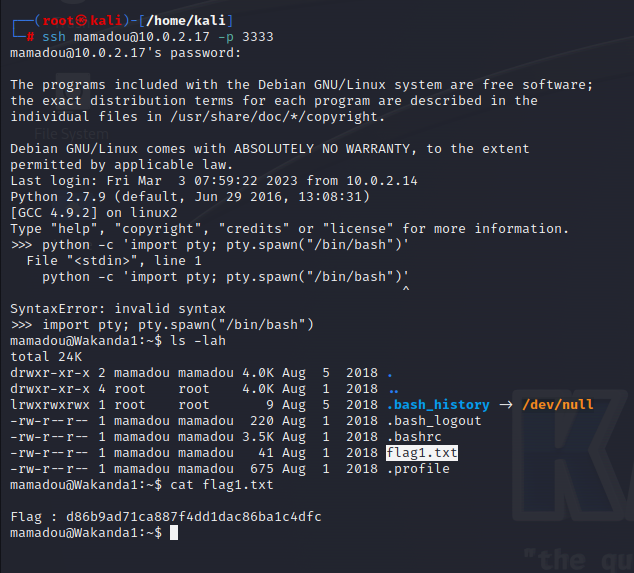 ┌──(root㉿kali)-[/home/kali]
└─# ssh mamadou@10.0.2.17 -p 3333
mamadou@10.0.2.17's password:

The programs included with the Debian GNU/Linux system are free software;
the exact distribution terms for each program are described in the
individual files in /usr/share/doc/*/copyright.
File System

Debian GNU/Linux comes with ABSOLUTELY NO WARRANTY, to the extent
permitted by applicable law.
Last login: Fri Mar  3 07:59:22 2023 from 10.0.2.14
Python 2.7.9 (default, Jun 29 2016, 13:08:31)
[GCC 4.9.2] on linux2
Type "help", "copyright", "credits" or "license" for more information.
>>> python -c 'import pty; pty.spawn("/bin/bash")'
  File "<stdin>", line 1
    python -c 'import pty; pty.spawn("/bin/bash")'
                                                 ^
SyntaxError: invalid syntax
>>> import pty; pty.spawn("/bin/bash")
mamadou@Wakanda1:~$ ls -lah
total 24K
drwxr-xr-x 2 mamadou mamadou 4.0K Aug  5  2018 .
drwxr-xr-x 4 root    root    4.0K Aug  1  2018 ..
lrwxrwxrwx 1 root    root       9 Aug  5  2018 .bash_history → /dev/null
-rw-r--r-- 1 mamadou mamadou  220 Aug  1  2018 .bash_logout
-rw-r--r-- 1 mamadou mamadou 3.5K Aug  1  2018 .bashrc
-rw-r--r-- 1 mamadou mamadou   41 Aug  1  2018 flag1.txt
-rw-r--r-- 1 mamadou mamadou  675 Aug  1  2018 .profile
mamadou@Wakanda1:~$ cat flag1.txt

Flag : d86b9ad71ca887f4dd1dac86ba1c4dfc
mamadou@Wakanda1:~$
"the qu